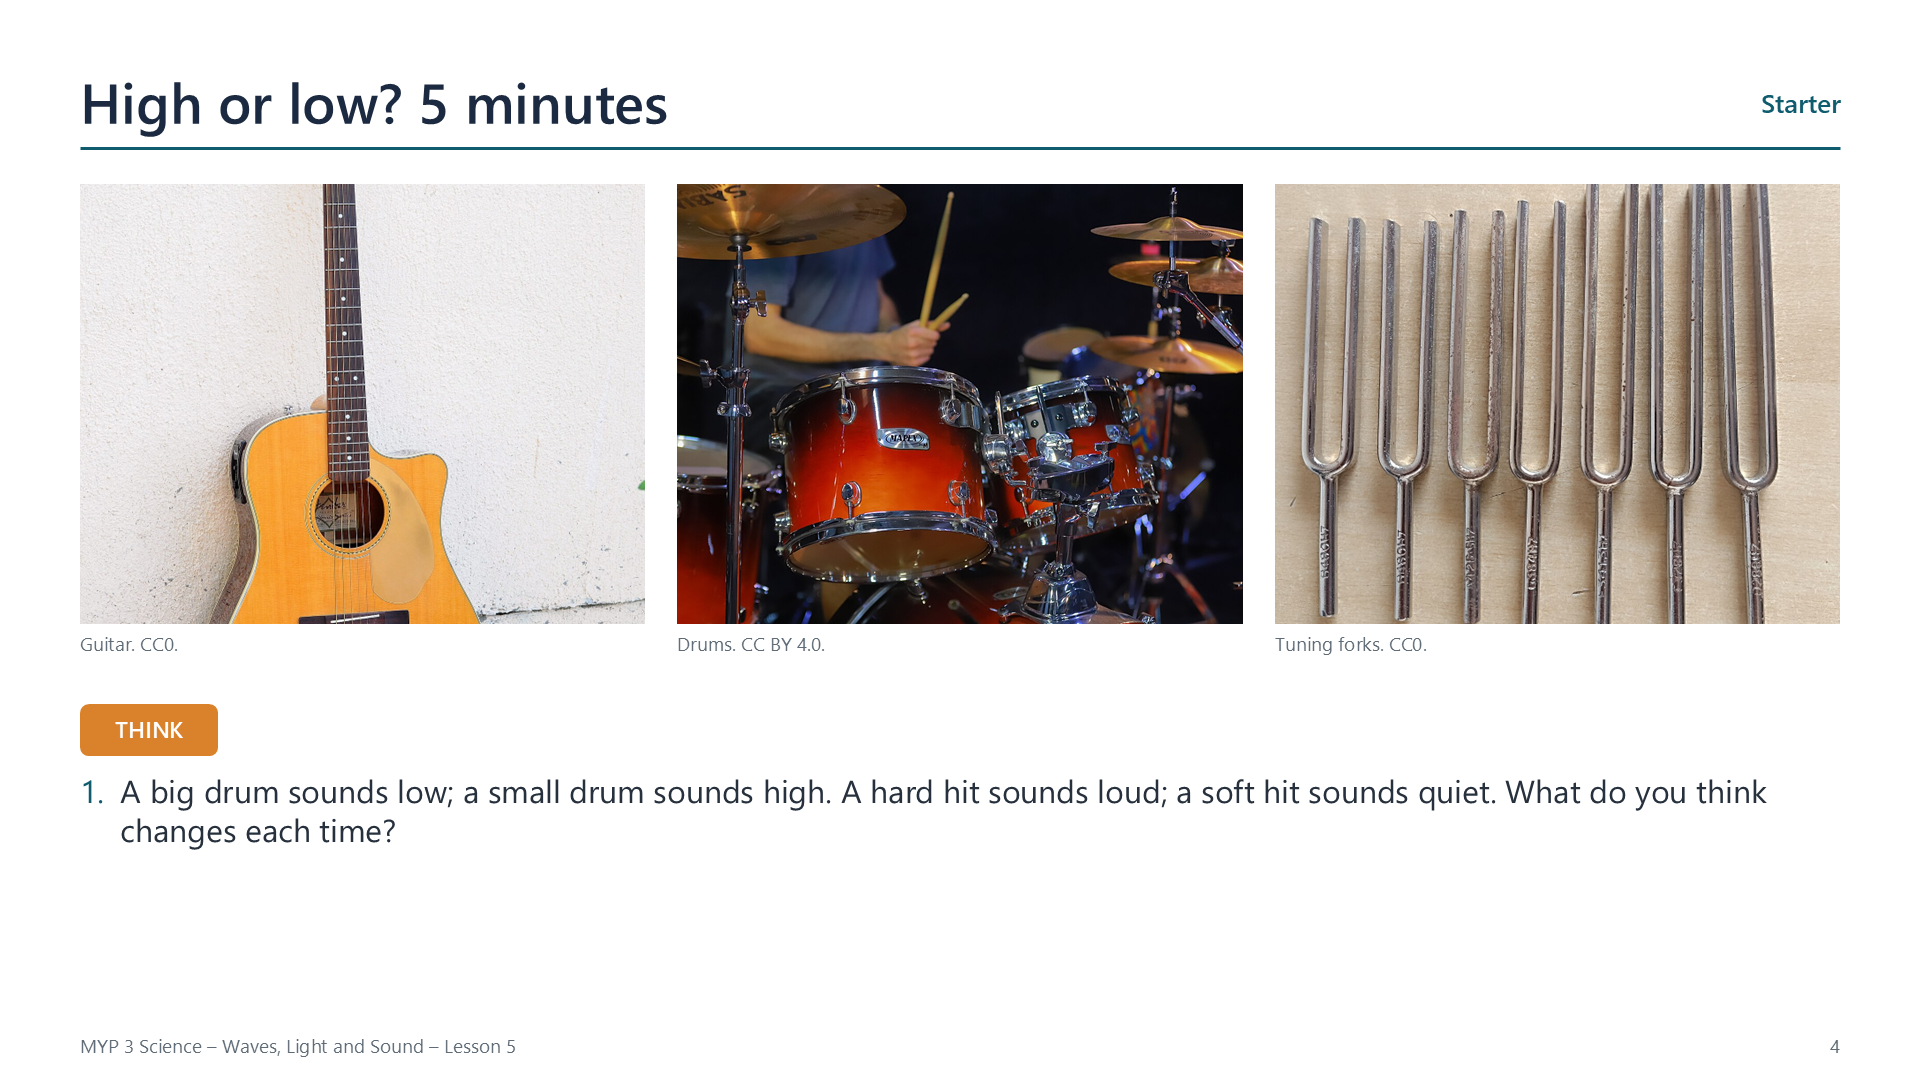 High or low? 5 minutes
Starter
SABI
MAPEX
Guitar. CC0.
Drums. CC BY 4.0.
Tuning forks. CC0.
THINK
1. A big drum sounds low; a small drum sounds high. A hard hit sounds loud; a soft hit sounds quiet. What do you think
changes each time?
MYP 3 Science – Waves, Light and Sound – Lesson 5
4